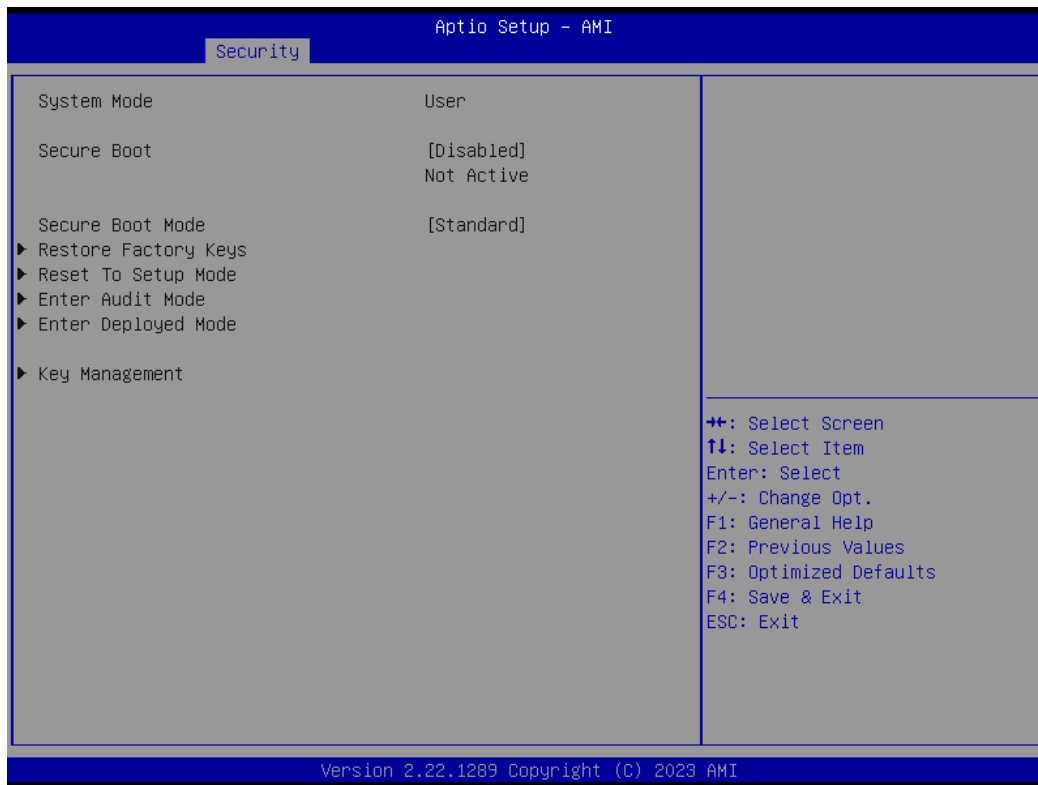 Aptio Setup – AMI
Security
System Mode User
Secure Boot [Disabled]
Not Active
Secure Boot Mode [Standard]
▶ Restore Factory Keys
▶ Reset To Setup Mode
▶ Enter Audit Mode
▶ Enter Deployed Mode
▶ Key Management
→←: Select Screen
↑↓: Select Item
Enter: Select
+/-: Change Opt.
F1: General Help
F2: Previous Values
F3: Optimized Defaults
F4: Save & Exit
ESC: Exit
Version 2.22.1289 Copyright (C) 2023 AMI